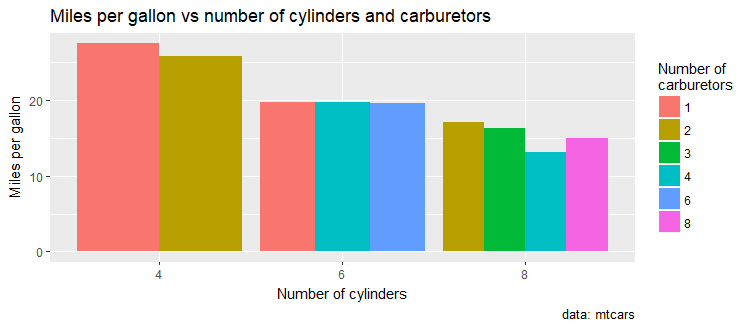 Miles per gallon vs number of cylinders and carburetors
Miles per gallon
20
10
0
4
6
8
Number of cylinders
Number of
carburetors
1
2
3
4
6
8
data: mtcars